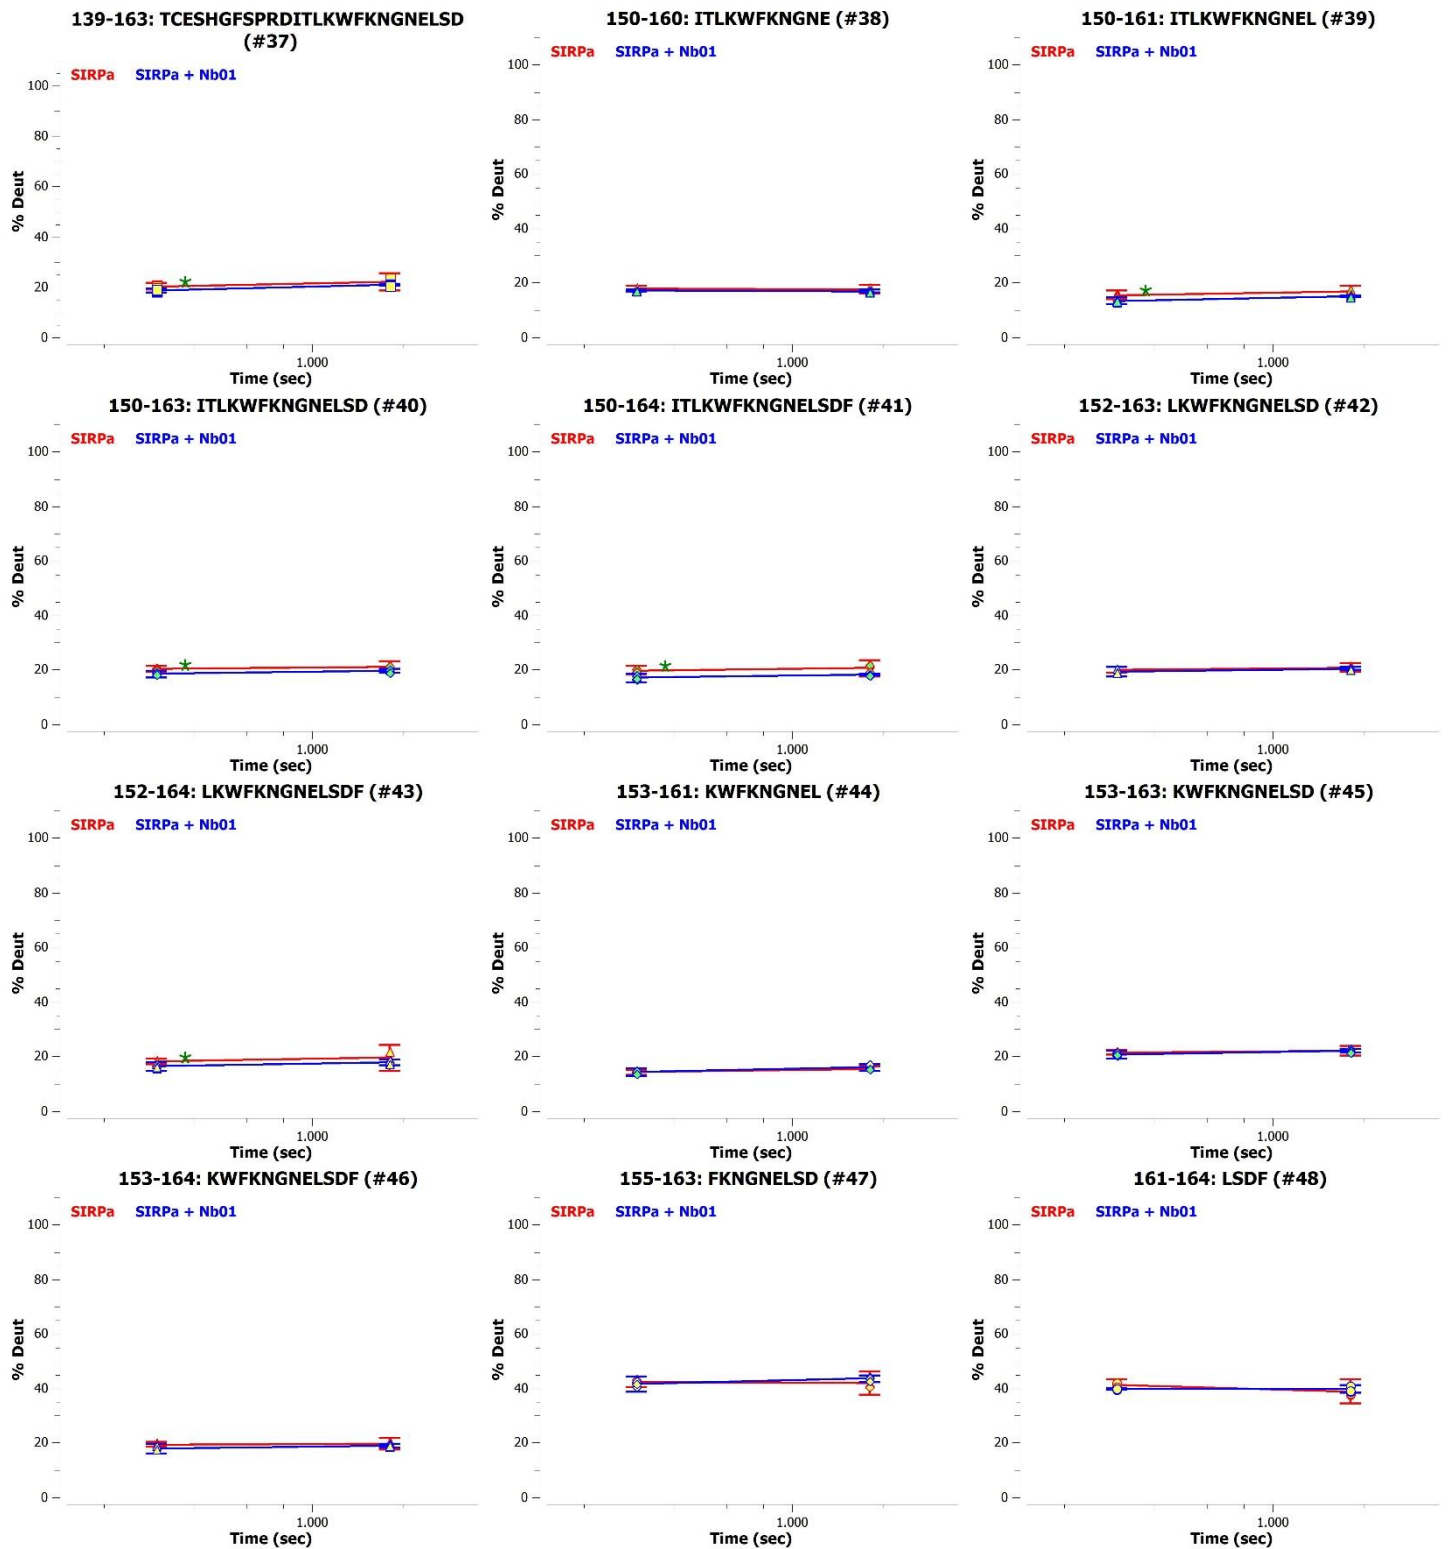 139-163: TCESHGFSPRDITLKWFKNGNELSD
(#37)
SIRPa SIRPa + Nb01
100
80
60
40
20
0
% Deut
1.000
Time (sec)
150-160: ITLKWFKNGNE (#38)
SIRPa SIRPa + Nb01
100
80
60
40
20
0
% Deut
1.000
Time (sec)
150-161: ITLKWFKNGNEL (#39)
SIRPa SIRPa + Nb01
100
80
60
40
20
0
% Deut
1.000
Time (sec)
150-163: ITLKWFKNGNELSD (#40)
SIRPa SIRPa + Nb01
100
80
60
40
20
0
% Deut
1.000
Time (sec)
150-164: ITLKWFKNGNELSDF (#41)
SIRPa SIRPa + Nb01
100
80
60
40
20
0
% Deut
1.000
Time (sec)
152-163: LKWFKNGNELSD (#42)
SIRPa SIRPa + Nb01
100
80
60
40
20
0
% Deut
1.000
Time (sec)
152-164: LKWFKNGNELSDF (#43)
SIRPa SIRPa + Nb01
100
80
60
40
20
0
% Deut
1.000
Time (sec)
153-161: KWFKNGNEL (#44)
SIRPa SIRPa + Nb01
100
80
60
40
20
0
% Deut
1.000
Time (sec)
153-163: KWFKNGNELSD (#45)
SIRPa SIRPa + Nb01
100
80
60
40
20
0
% Deut
1.000
Time (sec)
153-164: KWFKNGNELSDF (#46)
SIRPa SIRPa + Nb01
100
80
60
40
20
0
% Deut
1.000
Time (sec)
155-163: FKNGNELSD (#47)
SIRPa SIRPa + Nb01
100
80
60
40
20
0
% Deut
1.000
Time (sec)
161-164: LSDF (#48)
SIRPa SIRPa + Nb01
100
80
60
40
20
0
% Deut
1.000
Time (sec)